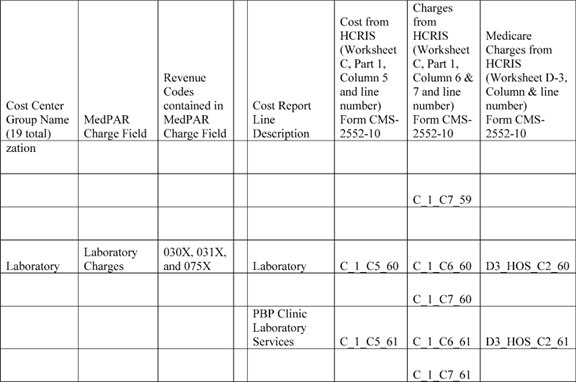 Cost Center
Group Name
(19 total)
MedPAR
Charge Field
Revenue
Codes
contained in
MedPAR
Charge Field
Cost Report
Line
Description
Cost from
HCRIS
(Worksheet
C, Part 1,
Column 5
and line
number)
Form CMS-
2552-10
Charges
from
HCRIS
(Worksheet
C, Part 1,
Column 6 &
7 and line
number)
Form CMS-
2552-10
Medicare
Charges from
HCRIS
(Worksheet D-3,
Column & line
number)
Form CMS-
2552-10
zation
C_1_C7_59
Laboratory
Laboratory
Charges
030X, 031X,
and 075X
Laboratory
C_1_C5_60
C_1_C6_60
D3_HOS_C2_60
C_1_C7_60
PBP Clinic
Laboratory
Services
C_1_C5_61
C_1_C6_61
D3_HOS_C2_61
C_1_C7_61